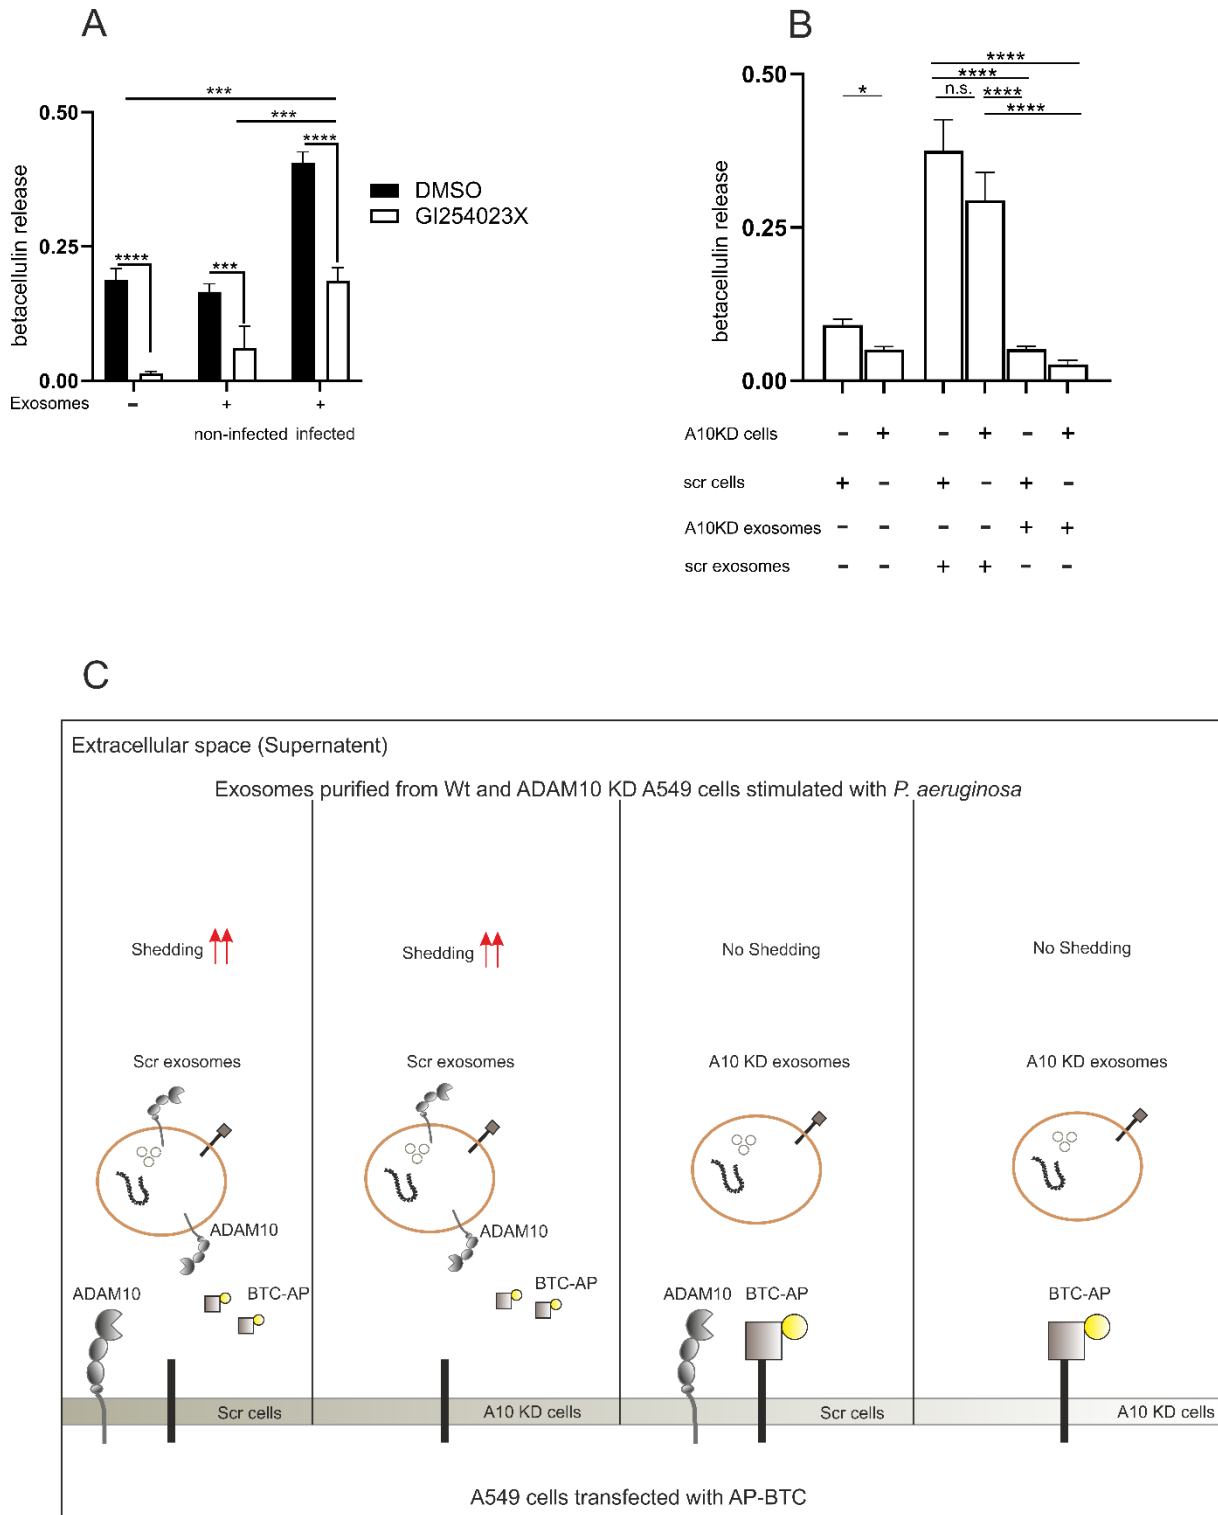 A
***
***
****
****
***
0.50
0.25
0.00
betacellulin release
DMSO
GI254023X
Exosomes - + +
non-infected infected
B
****
****
n.s. ****
****
*
0.50
0.25
0.00
betacellulin release
A10KD cells - + - + - +
scr cells + - + - + -
A10KD exosomes - - - - + +
scr exosomes - - + + - -
C
Extracellular space (Supernatent)
Exosomes purified from Wt and ADAM10 KD A549 cells stimulated with P. aeruginosa
Shedding
Shedding
No Shedding
No Shedding
Scr exosomes
Scr exosomes
A10 KD exosomes
A10 KD exosomes
ADAM10
ADAM10
ADAM10
BTC-AP
BTC-AP
ADAM10
BTC-AP
BTC-AP
Scr cells
A10 KD cells
Scr cells
A10 KD cells
A549 cells transfected with AP-BTC